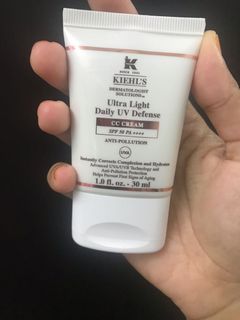 K
SINCE 1851
KIEHL'S
DERMATOLOGIST
SOLUTIONS™
Ultra Light
Daily UV Defense
CC CREAM
SPF 50 PA ++++
ANTI-POLLUTION
UVA
Instantly Corrects Complexion and Hydrates
Advanced UVA/UVB Technology and
Anti-Pollution Protection
Helps Prevent First Signs of Aging
1.0 fl. oz. - 30 ml